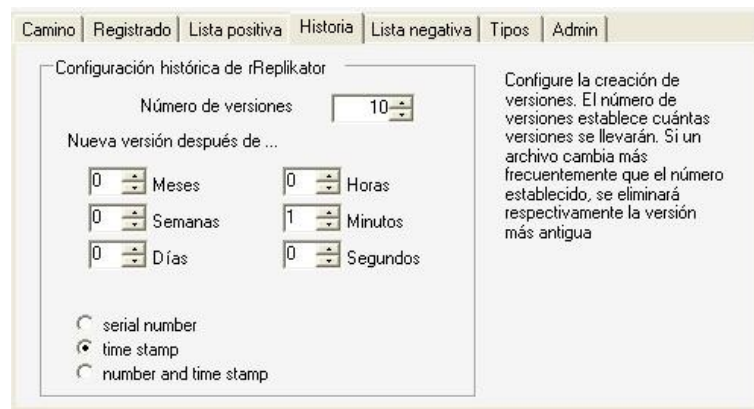 Camino Registrado Lista positiva Historia Lista negativa Tipos Admin
Configuración histórica de rReplikator
Número de versiones 10
Nueva versión después de ...
0 Meses 0 Horas
0 Semanas 1 Minutos
0 Días 0 Segundos
serial number
time stamp
number and time stamp
Configure la creación de
versiones. El número de
versiones establece cuántas
versiones se llevarán. Si un
archivo cambia más
frecuentemente que el número
establecido, se eliminará
respectivamente la versión
más antigua